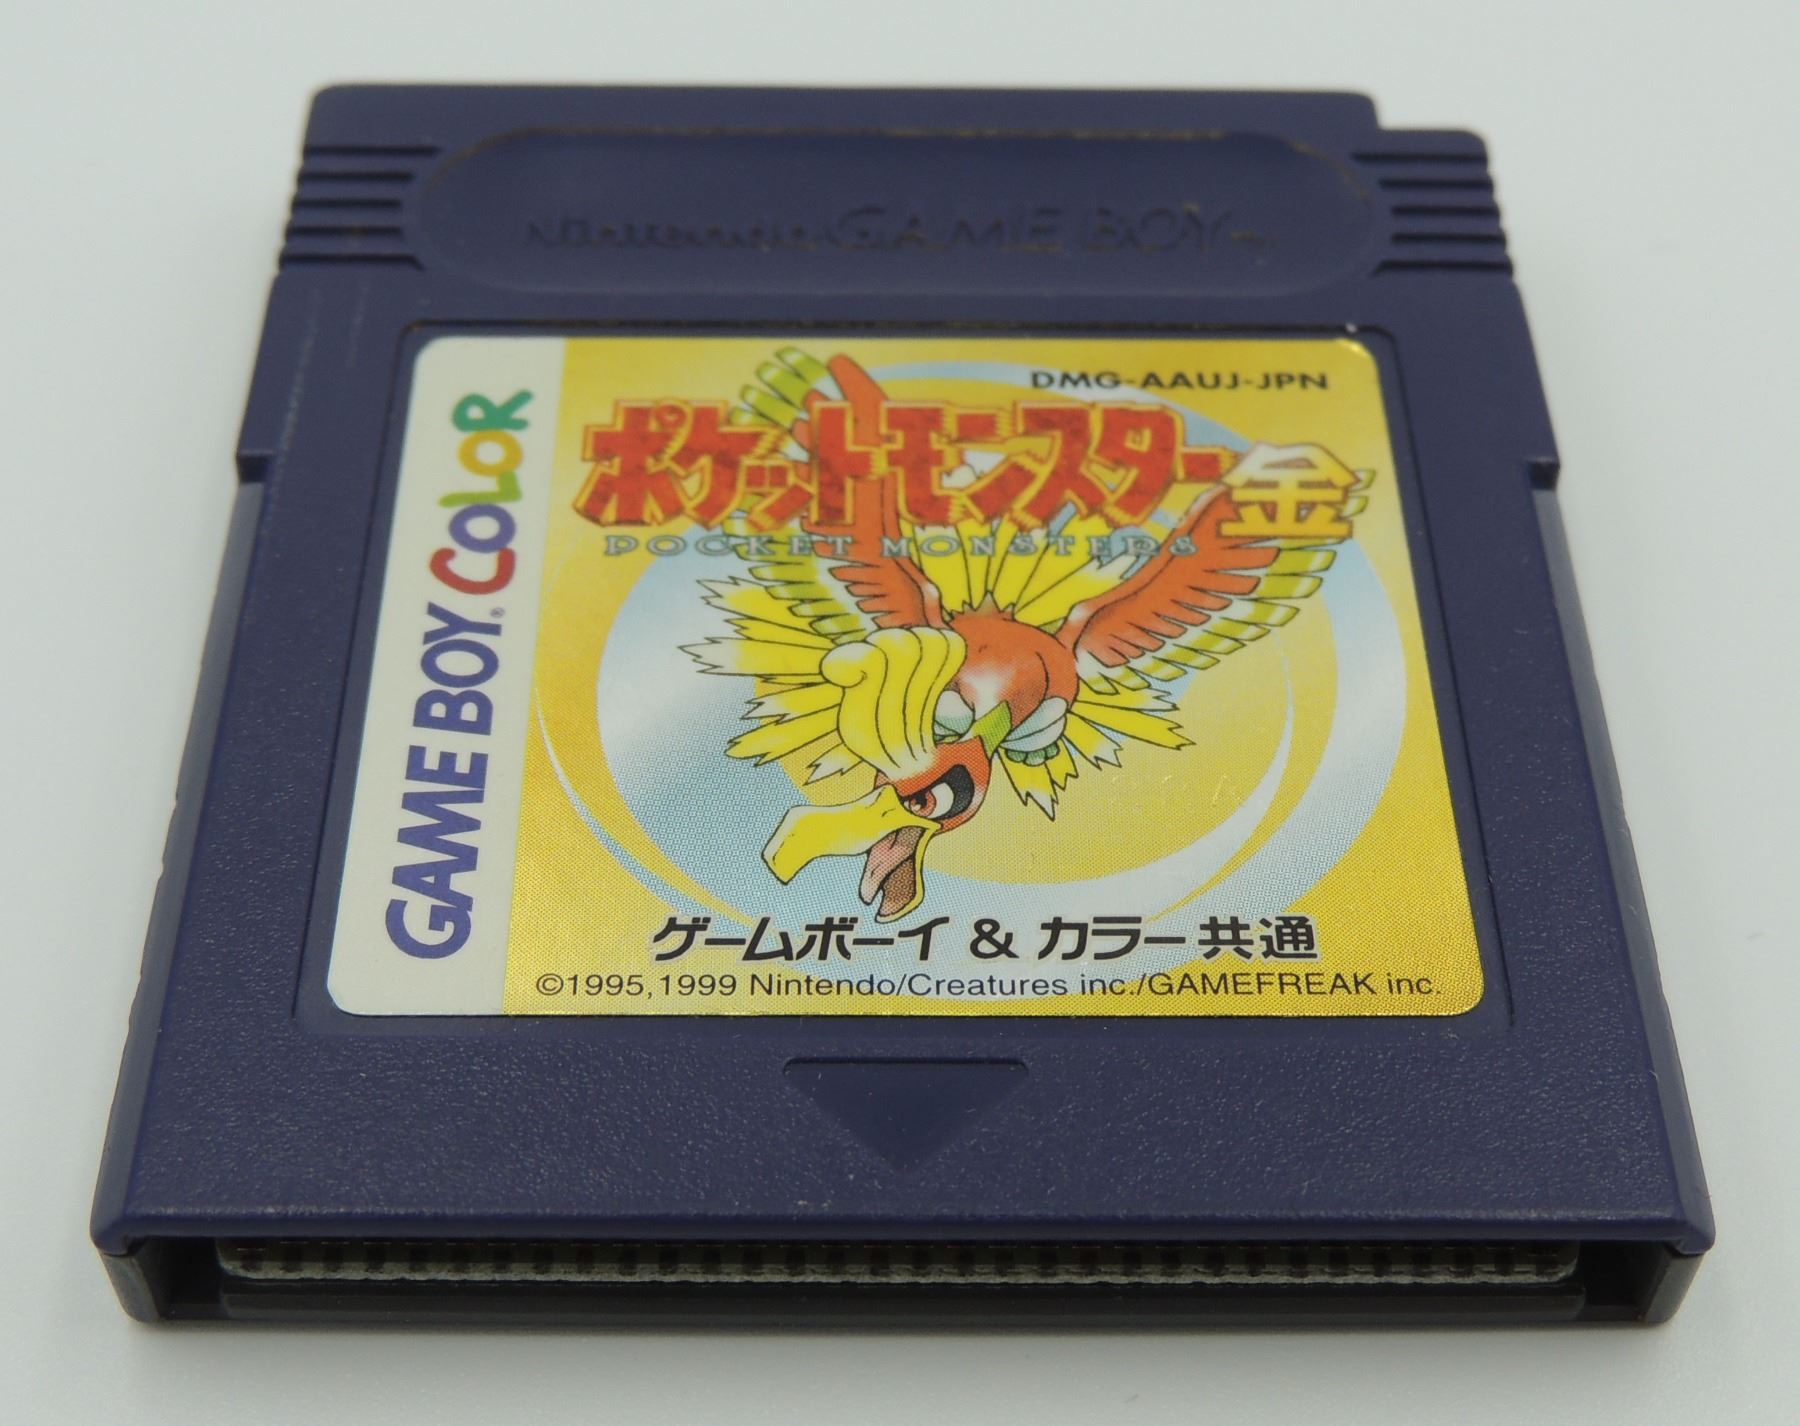 Nintendo GAME BOY
DMG-AAUJ-JPN
ポケットモンスター金
POCKET MONSTERS
GAME BOY® COLOR
ゲームボーイ & カラー共通
©1995,1999 Nintendo/Creatures inc./GAMEFREAK inc.